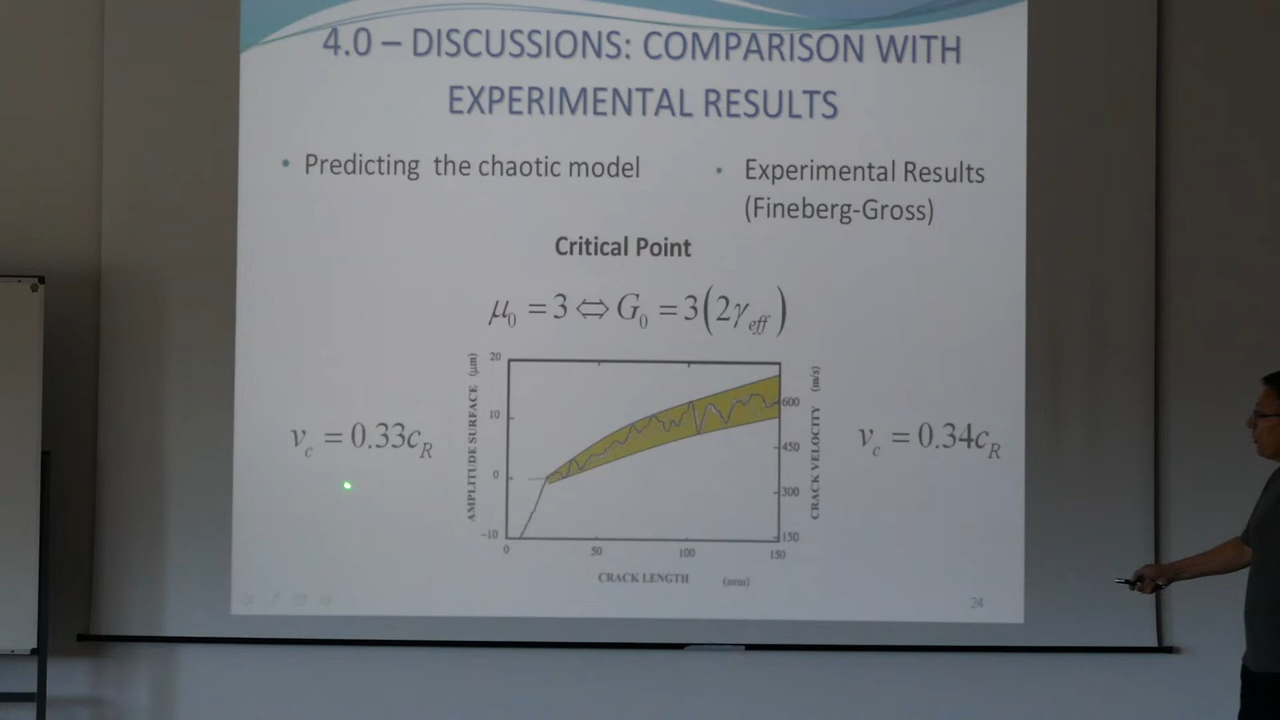 4.0 – DISCUSSIONS: COMPARISON WITH
EXPERIMENTAL RESULTS
• Predicting the chaotic model
• Experimental Results
(Fineberg-Gross)
Critical Point
μ₀ = 3 ⇔ G₀ = 3(2γ_eff)
v_c = 0.33c_R
AMPLITUDE SURFACE (μm)
20
10
0
-10
0
50
100
150
CRACK LENGTH (mm)
600
450
300
150
CRACK VELOCITY (m/s)
v_c = 0.34c_R
24